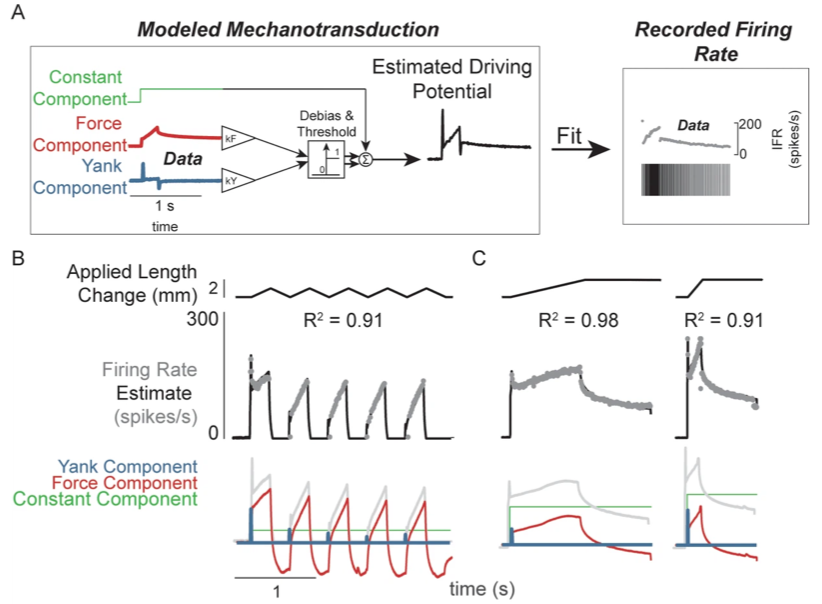 A
Modeled Mechanotransduction
Recorded Firing
Rate
Constant
Component
Force
Component
Yank
Component
Data
kF
kY
1 s
time
Debias &
Threshold
1
0
Σ
Estimated Driving
Potential
Fit
Data
200
0
IFR
(spikes/s)
B
C
Applied Length
Change (mm)
2
300
R² = 0.91
R² = 0.98
R² = 0.91
Firing Rate
Estimate
(spikes/s)
0
Yank Component
Force Component
Constant Component
1
time (s)